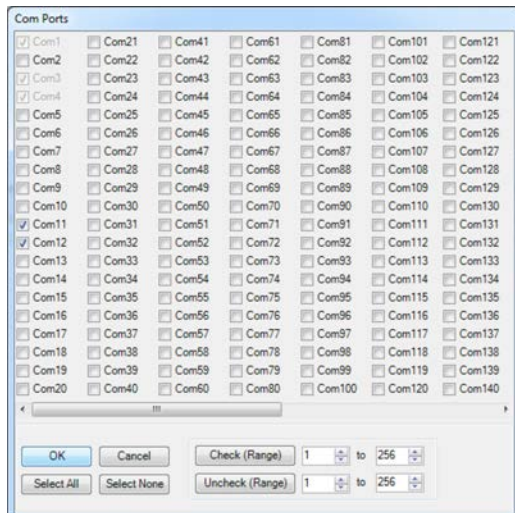 Com Ports
Com1 Com21 Com41 Com61 Com81 Com101 Com121
Com2 Com22 Com42 Com62 Com82 Com102 Com122
Com3 Com23 Com43 Com63 Com83 Com103 Com123
Com4 Com24 Com44 Com64 Com84 Com104 Com124
Com5 Com25 Com45 Com65 Com85 Com105 Com125
Com6 Com26 Com46 Com66 Com86 Com106 Com126
Com7 Com27 Com47 Com67 Com87 Com107 Com127
Com8 Com28 Com48 Com68 Com88 Com108 Com128
Com9 Com29 Com49 Com69 Com89 Com109 Com129
Com10 Com30 Com50 Com70 Com90 Com110 Com130
Com11 Com31 Com51 Com71 Com91 Com111 Com131
Com12 Com32 Com52 Com72 Com92 Com112 Com132
Com13 Com33 Com53 Com73 Com93 Com113 Com133
Com14 Com34 Com54 Com74 Com94 Com114 Com134
Com15 Com35 Com55 Com75 Com95 Com115 Com135
Com16 Com36 Com56 Com76 Com96 Com116 Com136
Com17 Com37 Com57 Com77 Com97 Com117 Com137
Com18 Com38 Com58 Com78 Com98 Com118 Com138
Com19 Com39 Com59 Com79 Com99 Com119 Com139
Com20 Com40 Com60 Com80 Com100 Com120 Com140
OK Cancel Check (Range) 1 to 256
Select All Select None Uncheck (Range) 1 to 256